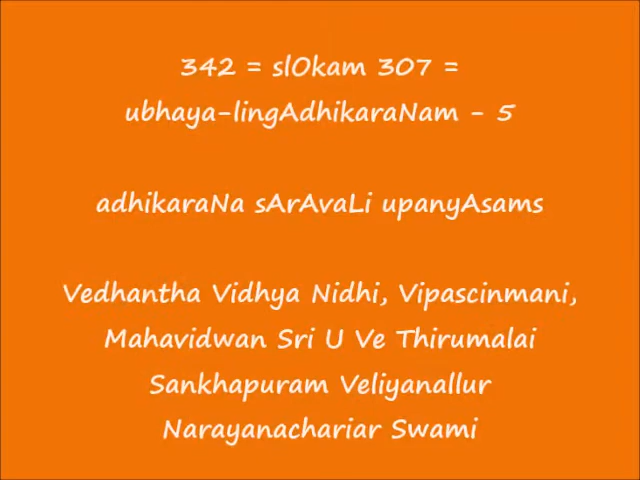 342 = slOkam 307 =
ubhaya-lingAdhikaraNam - 5
adhikaraNa sArAvaLi upanyAsams
Vedhantha Vidhya Nidhi, Vipascinmani,
Mahavidwan Sri U Ve Thirumalai
Sankhapuram Veliyanallur
Narayanachariar Swami